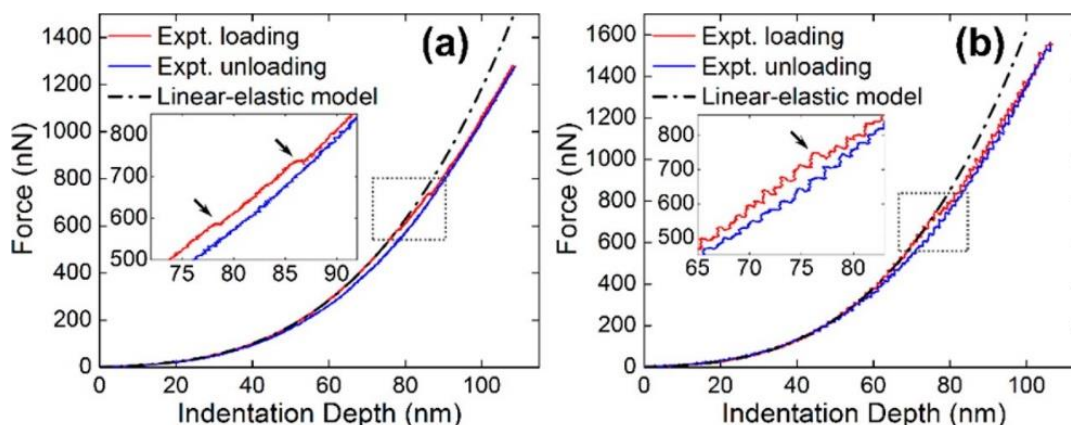 (a)
Expt. loading
Expt. unloading
Linear-elastic model
1400
1200
1000
800
600
400
200
0
Force (nN)
800
700
600
500
75 80 85 90
0 20 40 60 80 100
Indentation Depth (nm)
(b)
Expt. loading
Expt. unloading
Linear-elastic model
1600
1400
1200
1000
800
600
400
200
0
Force (nN)
800
700
600
500
65 70 75 80
0 20 40 60 80 100
Indentation Depth (nm)